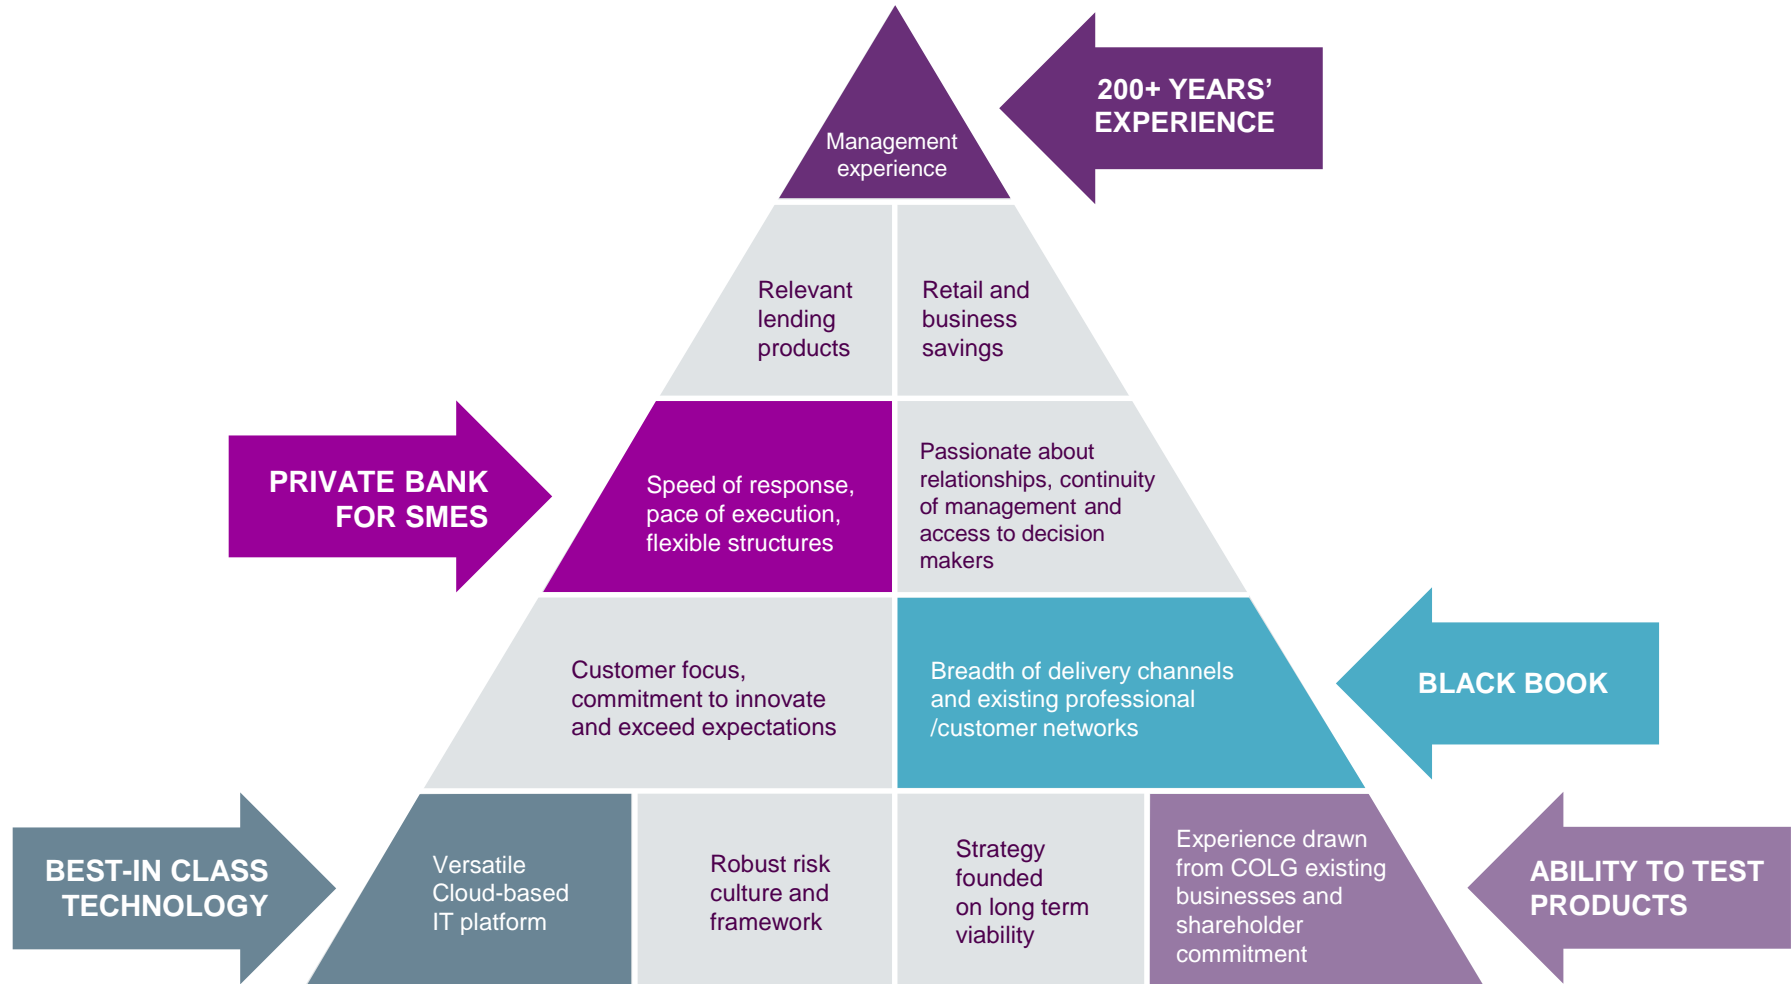 200+ YEARS’
EXPERIENCE
Management
experience
Relevant
lending
products
Retail and
business
savings
PRIVATE BANK
FOR SMES
Speed of response,
pace of execution,
flexible structures
Passionate about
relationships, continuity
of management and
access to decision
makers
Customer focus,
commitment to innovate
and exceed expectations
Breadth of delivery channels
and existing professional
/customer networks
BLACK BOOK
BEST-IN CLASS
TECHNOLOGY
Versatile
Cloud-based
IT platform
Robust risk
culture and
framework
Strategy
founded
on long term
viability
Experience drawn
from COLG existing
businesses and
shareholder
commitment
ABILITY TO TEST
PRODUCTS